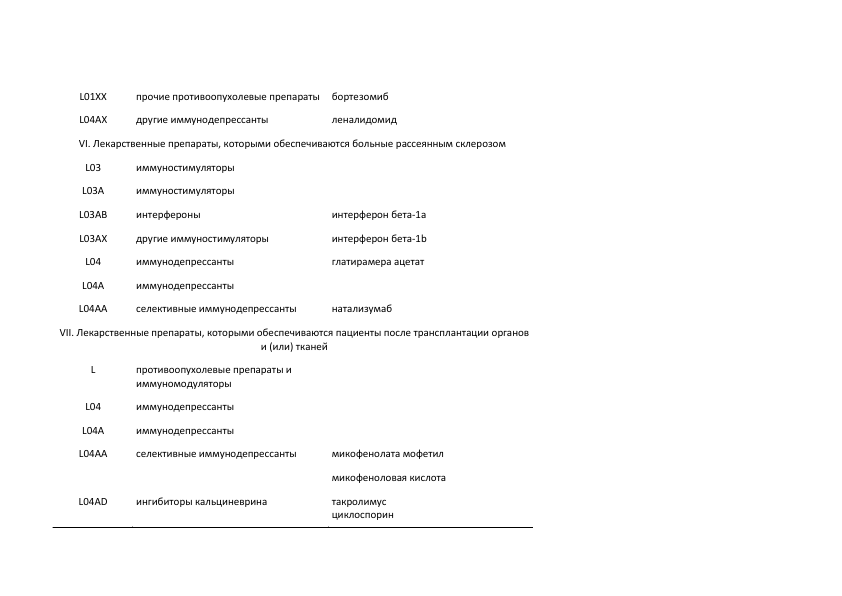 L01XX прочие противоопухолевые препараты бортезомиб
L04AX другие иммунодепрессанты леналидомид
VI. Лекарственные препараты, которыми обеспечиваются больные рассеянным склерозом
L03 иммуностимуляторы
L03A иммуностимуляторы
L03AB интерфероны интерферон бета-1a
L03AX другие иммуностимуляторы интерферон бета-1b
L04 иммунодепрессанты глатирамера ацетат
L04A иммунодепрессанты
L04AA селективные иммунодепрессанты натализумаб
VII. Лекарственные препараты, которыми обеспечиваются пациенты после трансплантации органов
и (или) тканей
L противоопухолевые препараты и
иммуномодуляторы
L04 иммунодепрессанты
L04A иммунодепрессанты
L04AA селективные иммунодепрессанты микофенолата мофетил
микофеноловая кислота
L04AD ингибиторы кальциневрина такролимус
циклоспорин